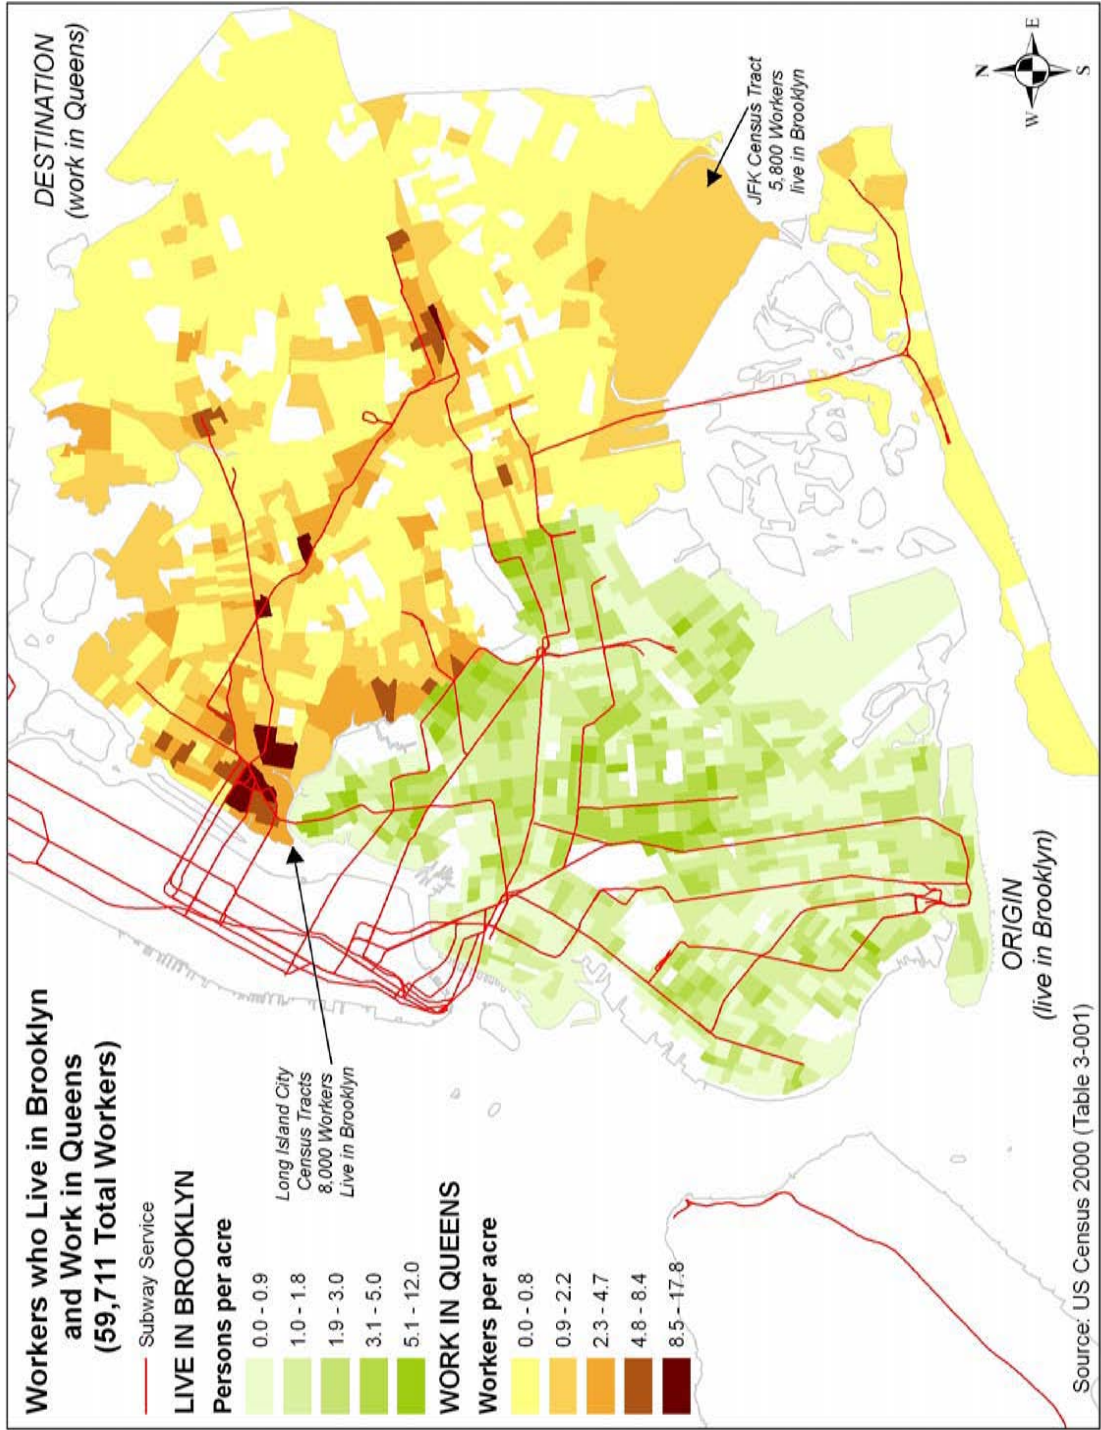 Workers who Live in Brooklyn
and Work in Queens
(59,711 Total Workers)
Subway Service
LIVE IN BROOKLYN
Persons per acre
0.0 - 0.9
1.0 - 1.8
1.9 - 3.0
3.1 - 5.0
5.1 - 12.0
WORK IN QUEENS
Workers per acre
0.0 - 0.8
0.9 - 2.2
2.3 - 4.7
4.8 - 8.4
8.5 - 17.8
Long Island City
Census Tracts
8,000 Workers
Live in Brooklyn
DESTINATION
(work in Queens)
JFK Census Tract
5,800 Workers
live in Brooklyn
N
W
E
S
ORIGIN
(live in Brooklyn)
Source: US Census 2000 (Table 3-001)